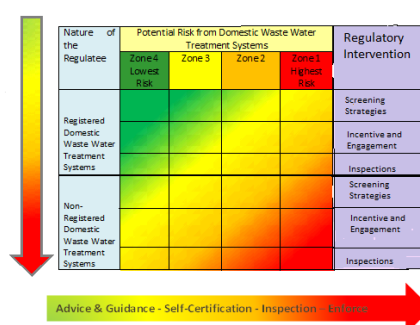 Nature of
the
Regulatee
Potential Risk from Domestic Waste Water
Treatment Systems
Regulatory
Intervention
Zone 4
Lowest
Risk
Zone 3
Zone 2
Zone 1
Highest
Risk
Registered
Domestic
Waste Water
Treatment
Systems
Screening
Strategies
Incentive and
Engagement
Inspections
Non-
Registered
Domestic
Waste Water
Treatment
Systems
Screening
Strategies
Incentive and
Engagement
Inspections
Advice & Guidance - Self-Certification - Inspection – Enforce